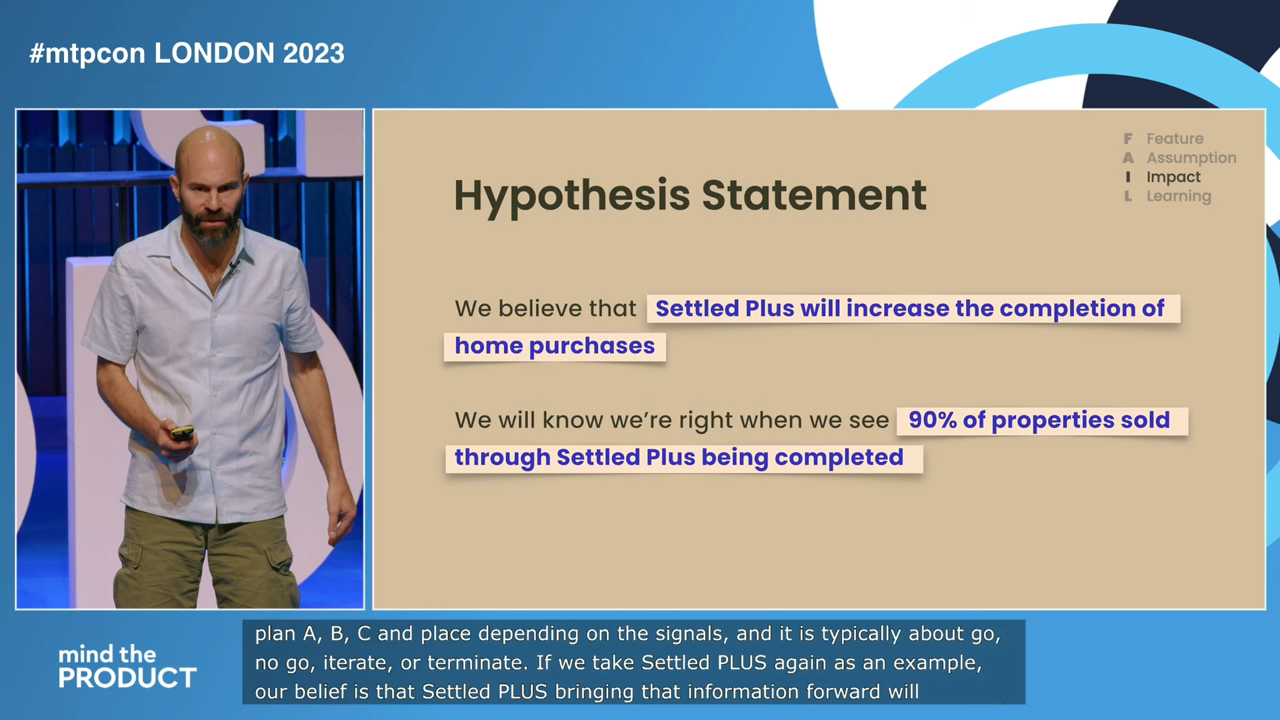 #mtpcon LONDON 2023
F Feature
A Assumption
I Impact
L Learning
Hypothesis Statement
We believe that Settled Plus will increase the completion of
home purchases
We will know we’re right when we see 90% of properties sold
through Settled Plus being completed
mind the
PRODUCT
plan A, B, C and place depending on the signals, and it is typically about go,
no go, iterate, or terminate. If we take Settled PLUS again as an example,
our belief is that Settled PLUS bringing that information forward will